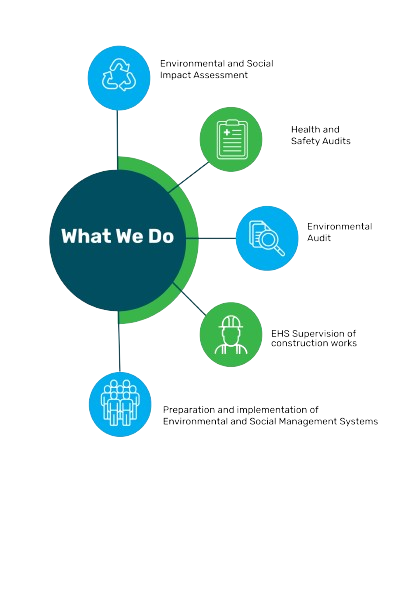 Environmental and Social
Impact Assessment
Health and
Safety Audits
What We Do
Environmental
Audit
EHS Supervision of
construction works
Preparation and implementation of
Environmental and Social Management Systems